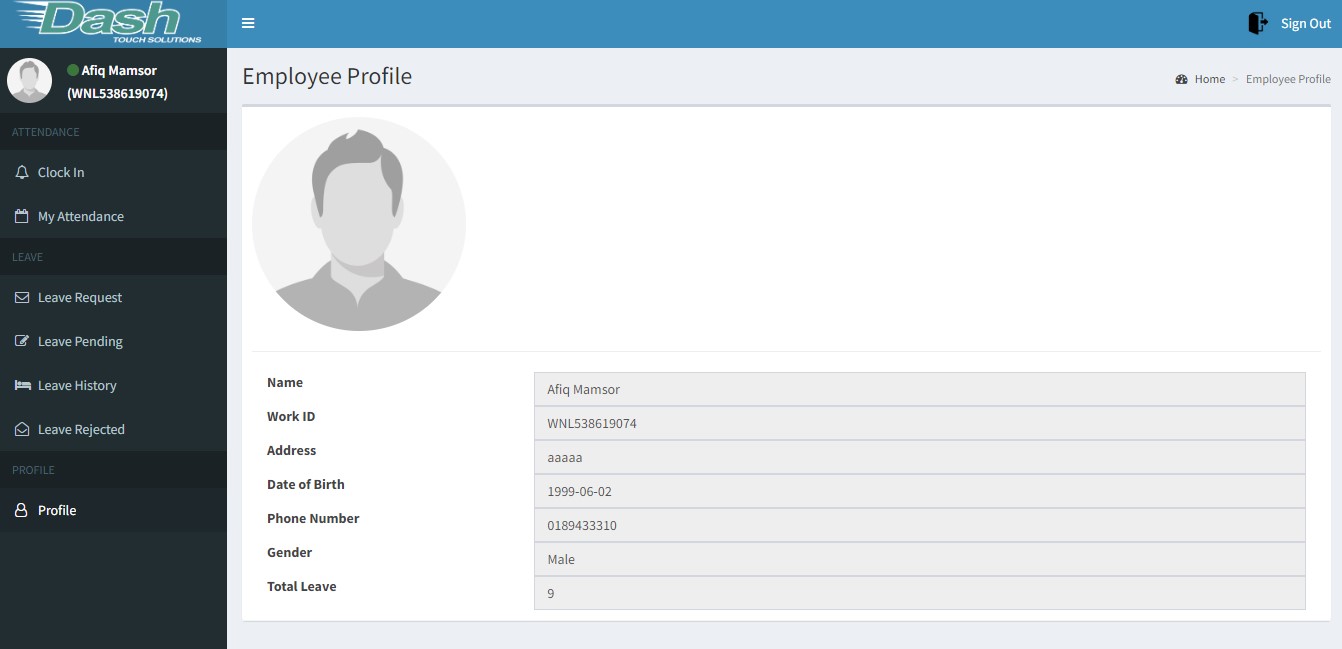 Dash
TOUCH SOLUTIONS
Sign Out
Afiq Mamsor
(WNL538619074)
ATTENDANCE
Clock In
My Attendance
LEAVE
Leave Request
Leave Pending
Leave History
Leave Rejected
PROFILE
Profile
Employee Profile
Home > Employee Profile
Name Afiq Mamsor
Work ID WNL538619074
Address aaaaa
Date of Birth 1999-06-02
Phone Number 0189433310
Gender Male
Total Leave 9